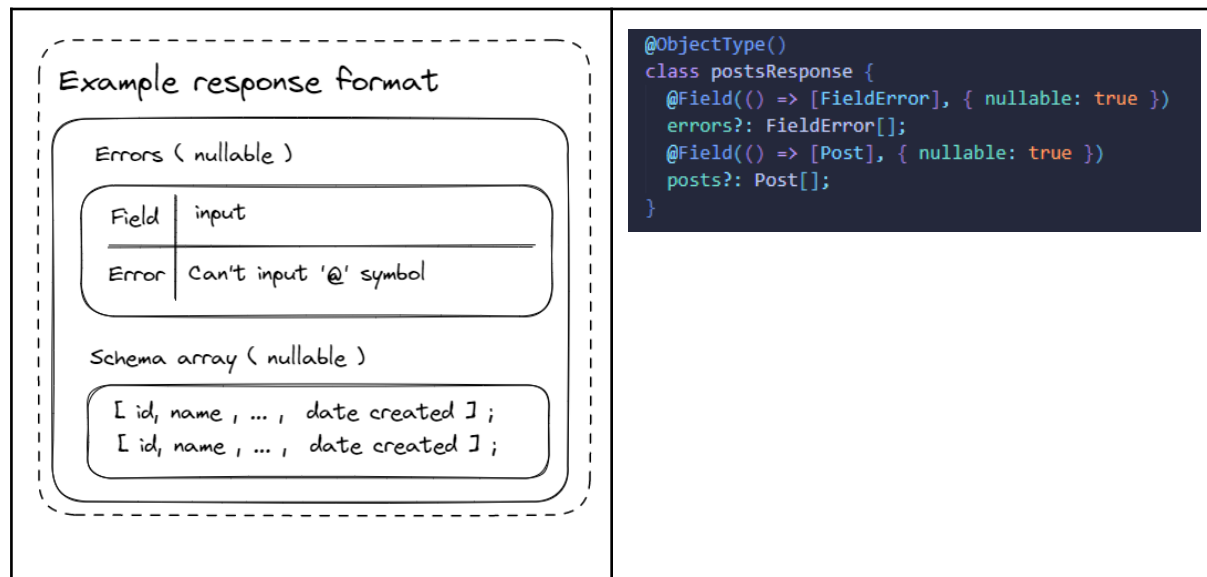 Example response format
Errors ( nullable )
Field input
Error Can't input '@' symbol
Schema array ( nullable )
[ id, name , ... , date created ] ;
[ id, name , ... , date created ] ;
@ObjectType()
class postsResponse {
@Field(() => [FieldError], { nullable: true })
errors?: FieldError[];
@Field(() => [Post], { nullable: true })
posts?: Post[];
}